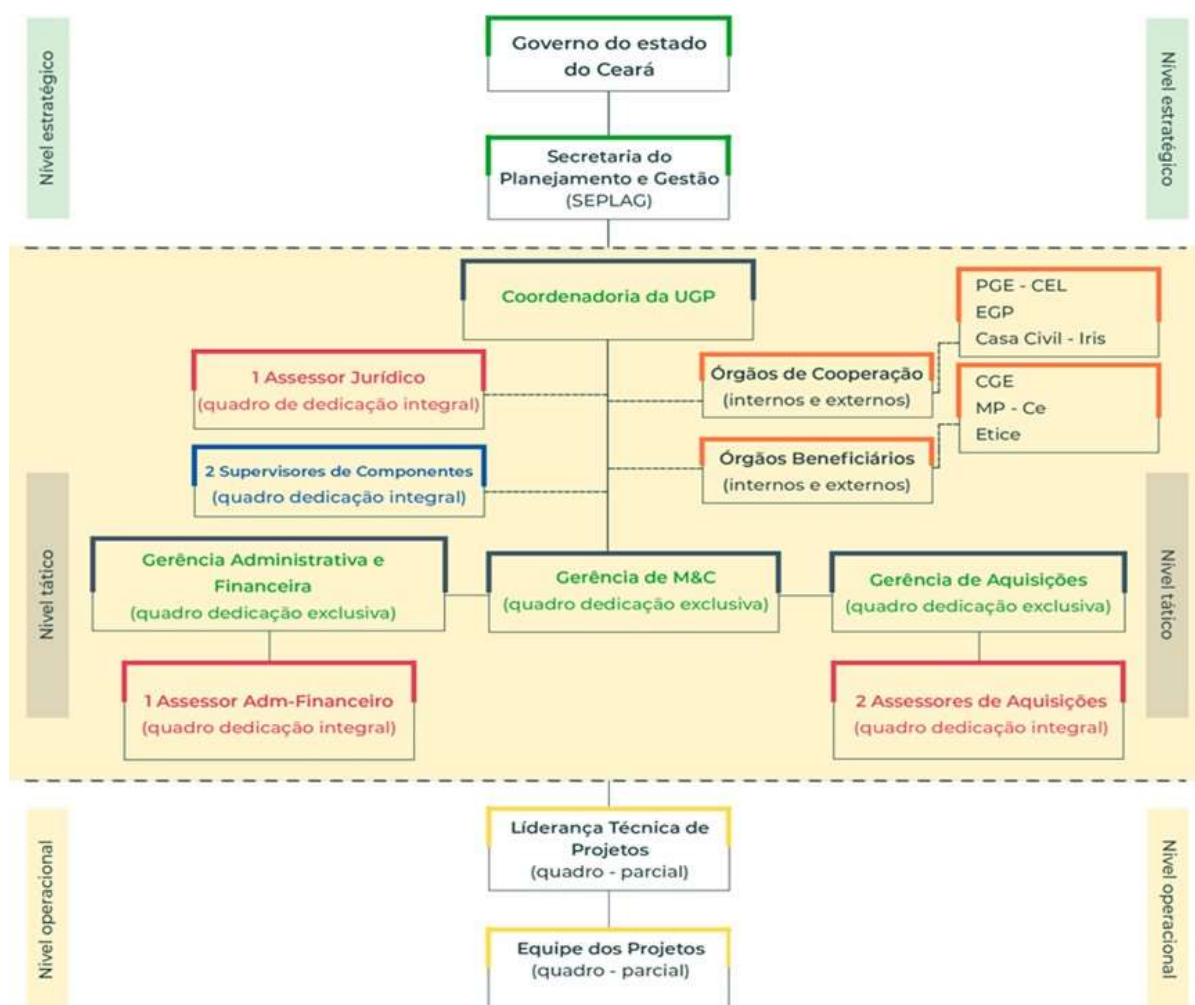 Nível estratégico
Nível estratégico
Governo do estado
do Ceará
Secretaria do
Planejamento e Gestão
(SEPLAG)
Coordenadoria da UGP
PGE - CEL
EGP
Casa Civil - Iris
1 Assessor Jurídico
(quadro de dedicação integral)
Órgãos de Cooperação
(internos e externos)
CGE
MP - Ce
Etice
2 Supervisores de Componentes
(quadro dedicação integral)
Órgãos Beneficiários
(internos e externos)
Nível tático
Nível tático
Gerência Administrativa e
Financeira
(quadro dedicação exclusiva)
Gerência de M&C
(quadro dedicação exclusiva)
Gerência de Aquisições
(quadro dedicação exclusiva)
1 Assessor Adm-Financeiro
(quadro dedicação integral)
2 Assessores de Aquisições
(quadro dedicação integral)
Nível operacional
Nível operacional
Líderança Técnica de
Projetos
(quadro - parcial)
Equipe dos Projetos
(quadro - parcial)